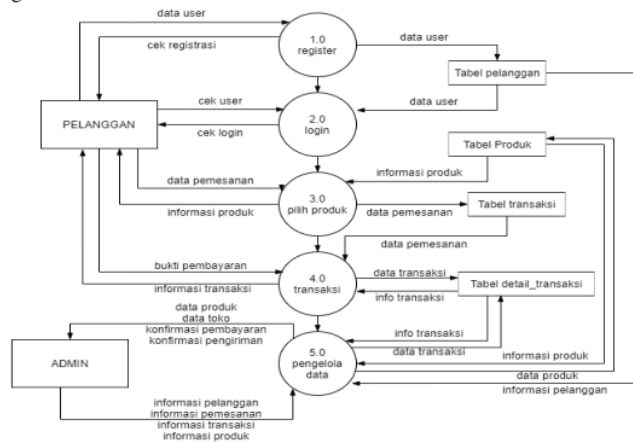 data user
1.0
register
data user
cek registrasi
Tabel pelanggan
data user
cek user
PELANGGAN
2.0
login
cek login
Tabel Produk
informasi produk
data pemesanan
3.0
pilih produk
Tabel transaksi
informasi produk
data pemesanan
data pemesanan
bukti pembayaran
4.0
transaksi
data transaksi
Tabel detail_transaksi
informasi transaksi
info transaksi
data produk
data toko
konfirmasi pembayaran
konfirmasi pengiriman
info transaksi
5.0
pengelola
data
data transaksi
informasi produk
ADMIN
data produk
informasi pelanggan
informasi pelanggan
informasi pemesanan
informasi transaksi
informasi produk